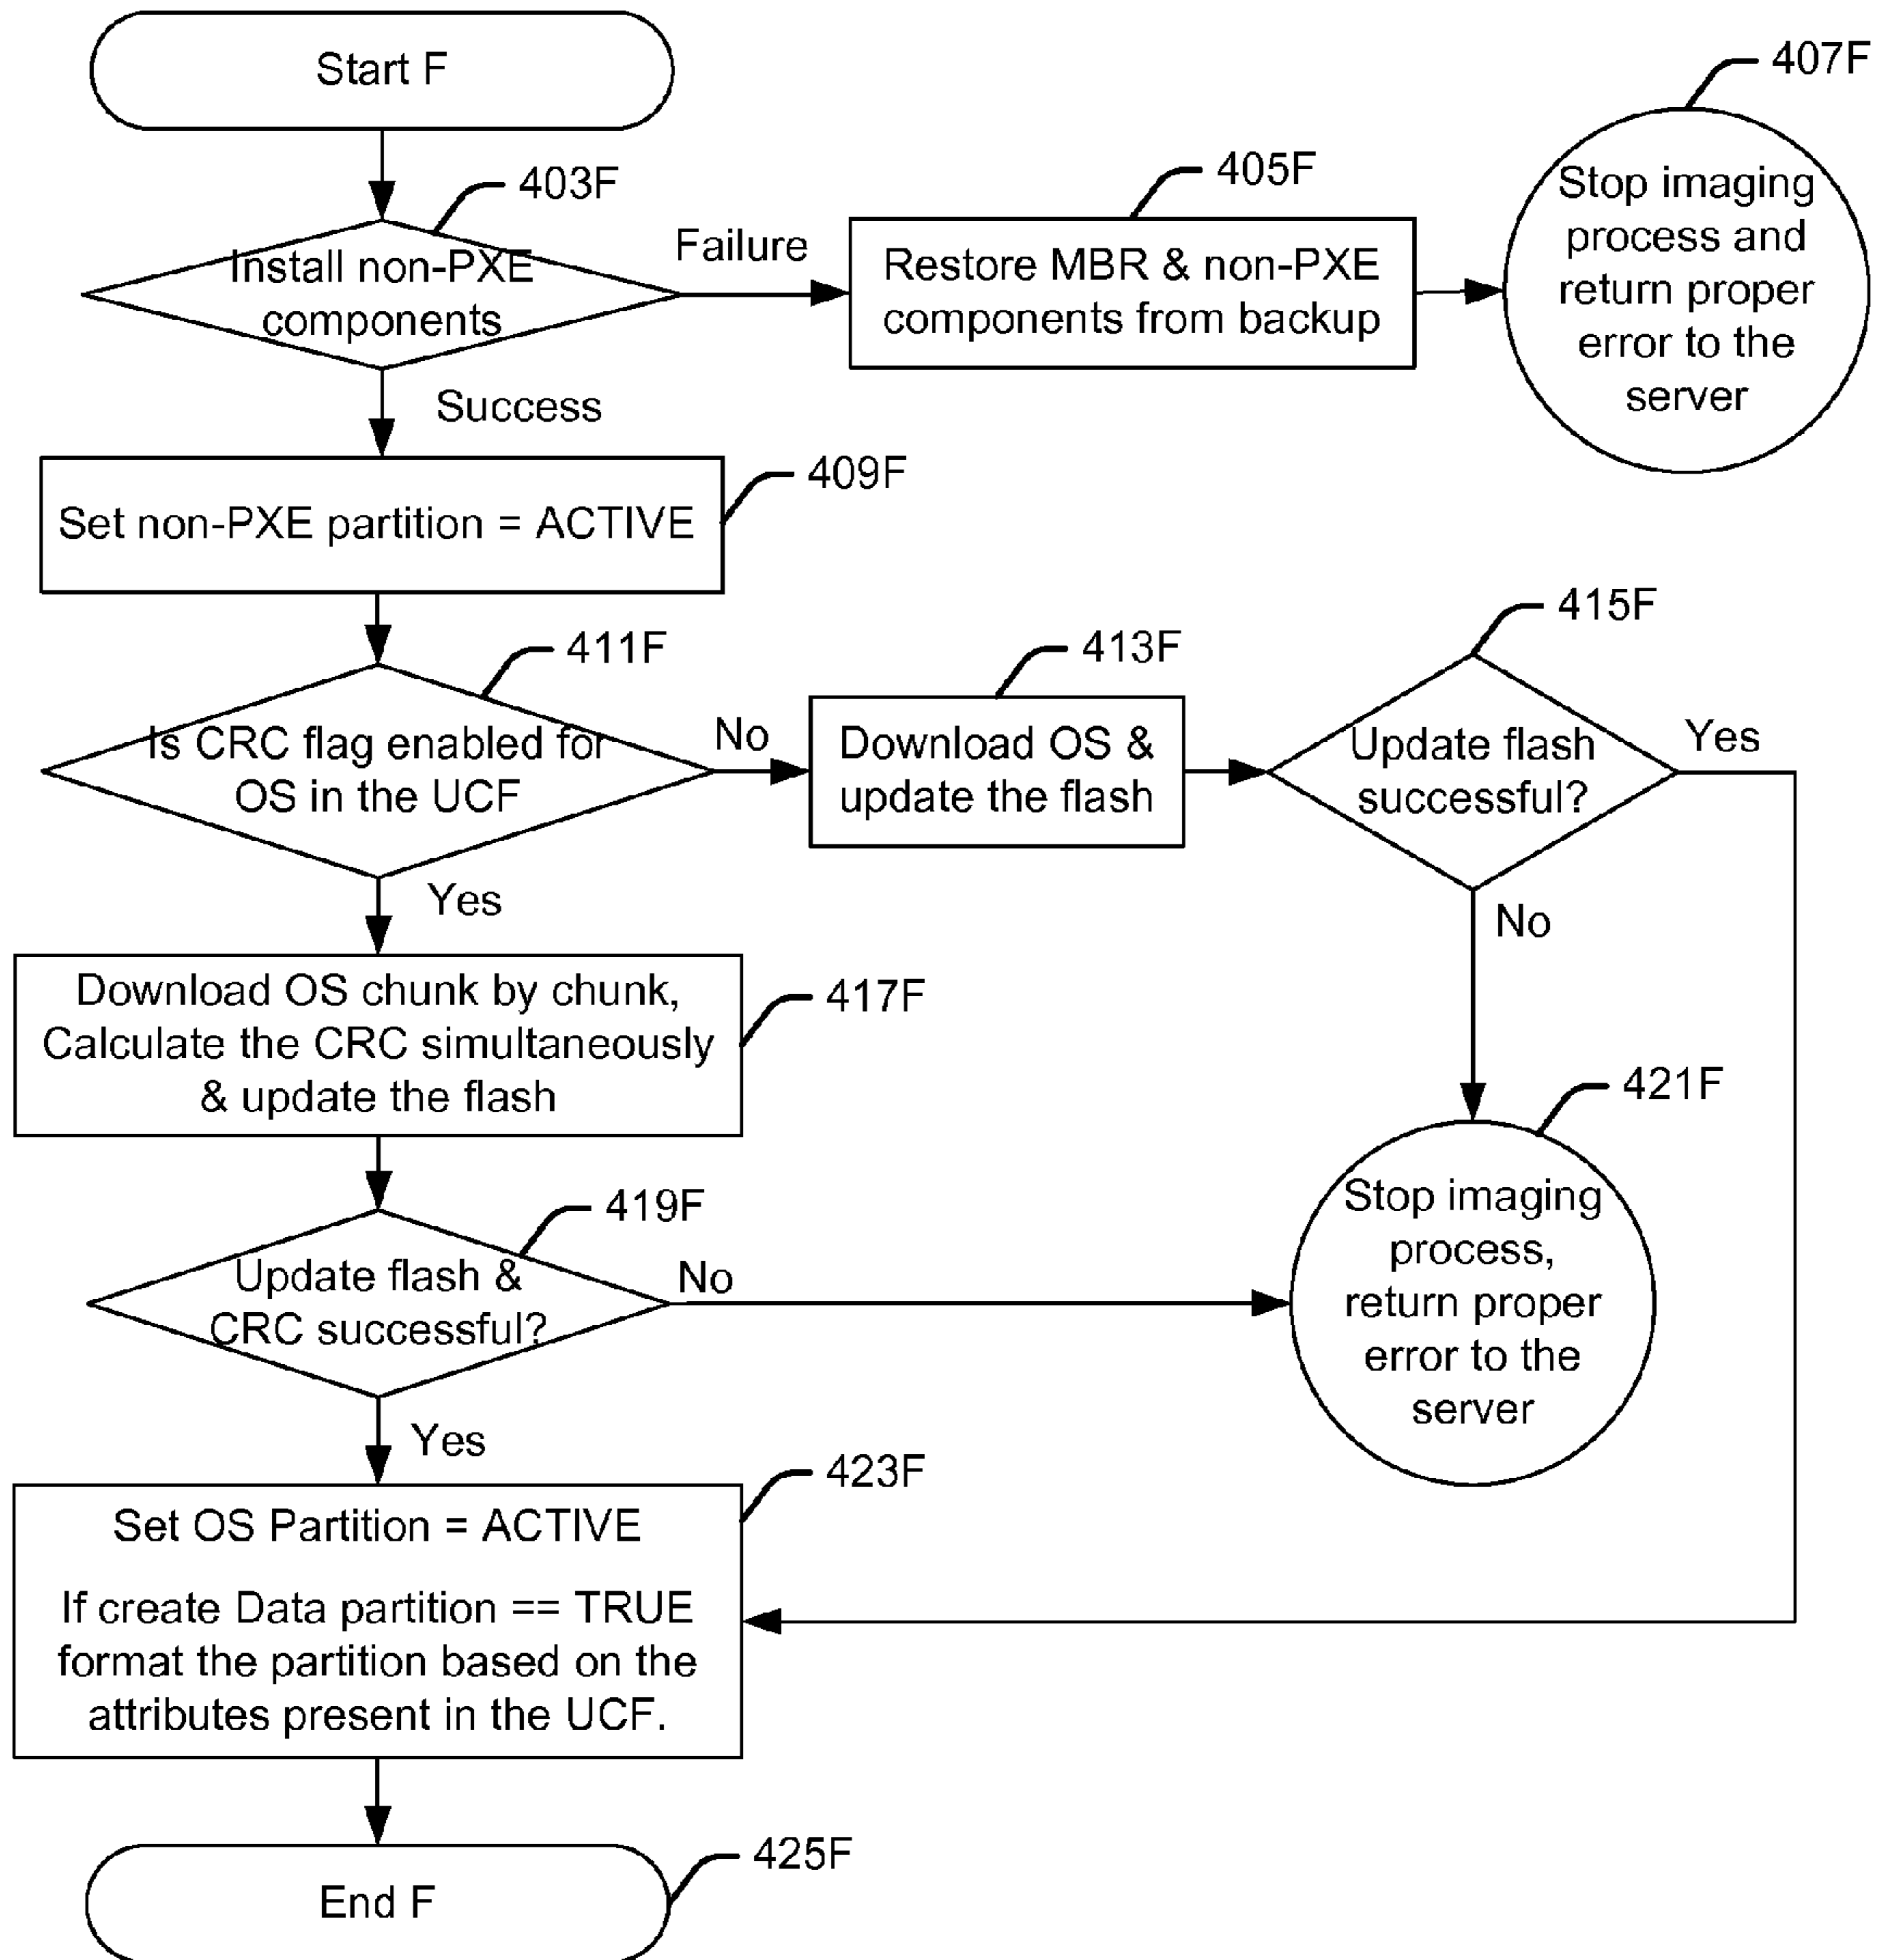 Start F
407F
403F
405F
Install non-PXE
components
Failure
Restore MBR & non-PXE
components from backup
Stop imaging
process and
return proper
error to the
server
Success
409F
Set non-PXE partition = ACTIVE
411F
413F
415F
Is CRC flag enabled for
OS in the UCF
No
Download OS &
update the flash
Update flash
successful?
Yes
Yes
No
Download OS chunk by chunk,
Calculate the CRC simultaneously
& update the flash
417F
421F
419F
Update flash &
CRC successful?
No
Stop imaging
process,
return proper
error to the
server
Yes
423F
Set OS Partition = ACTIVE
If create Data partition == TRUE
format the partition based on the
attributes present in the UCF.
425F
End F